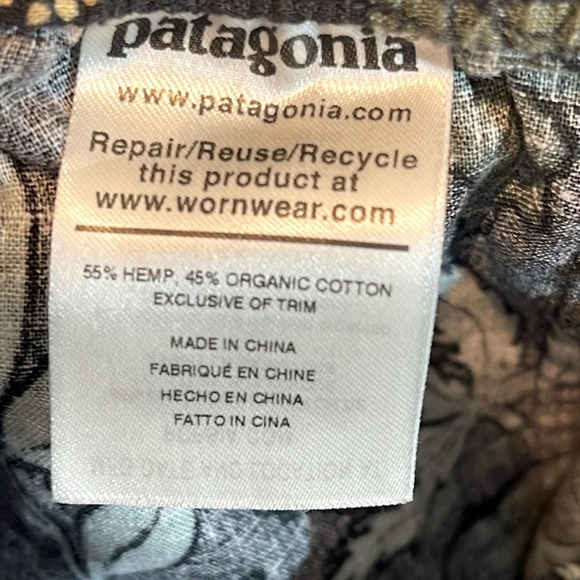 patagonia
www.patagonia.com
Repair/Reuse/Recycle
this product at
www.wornwear.com
55% HEMP, 45% ORGANIC COTTON
EXCLUSIVE OF TRIM
MADE IN CHINA
FABRIQUÉ EN CHINE
HECHO EN CHINA
FATTO IN CINA